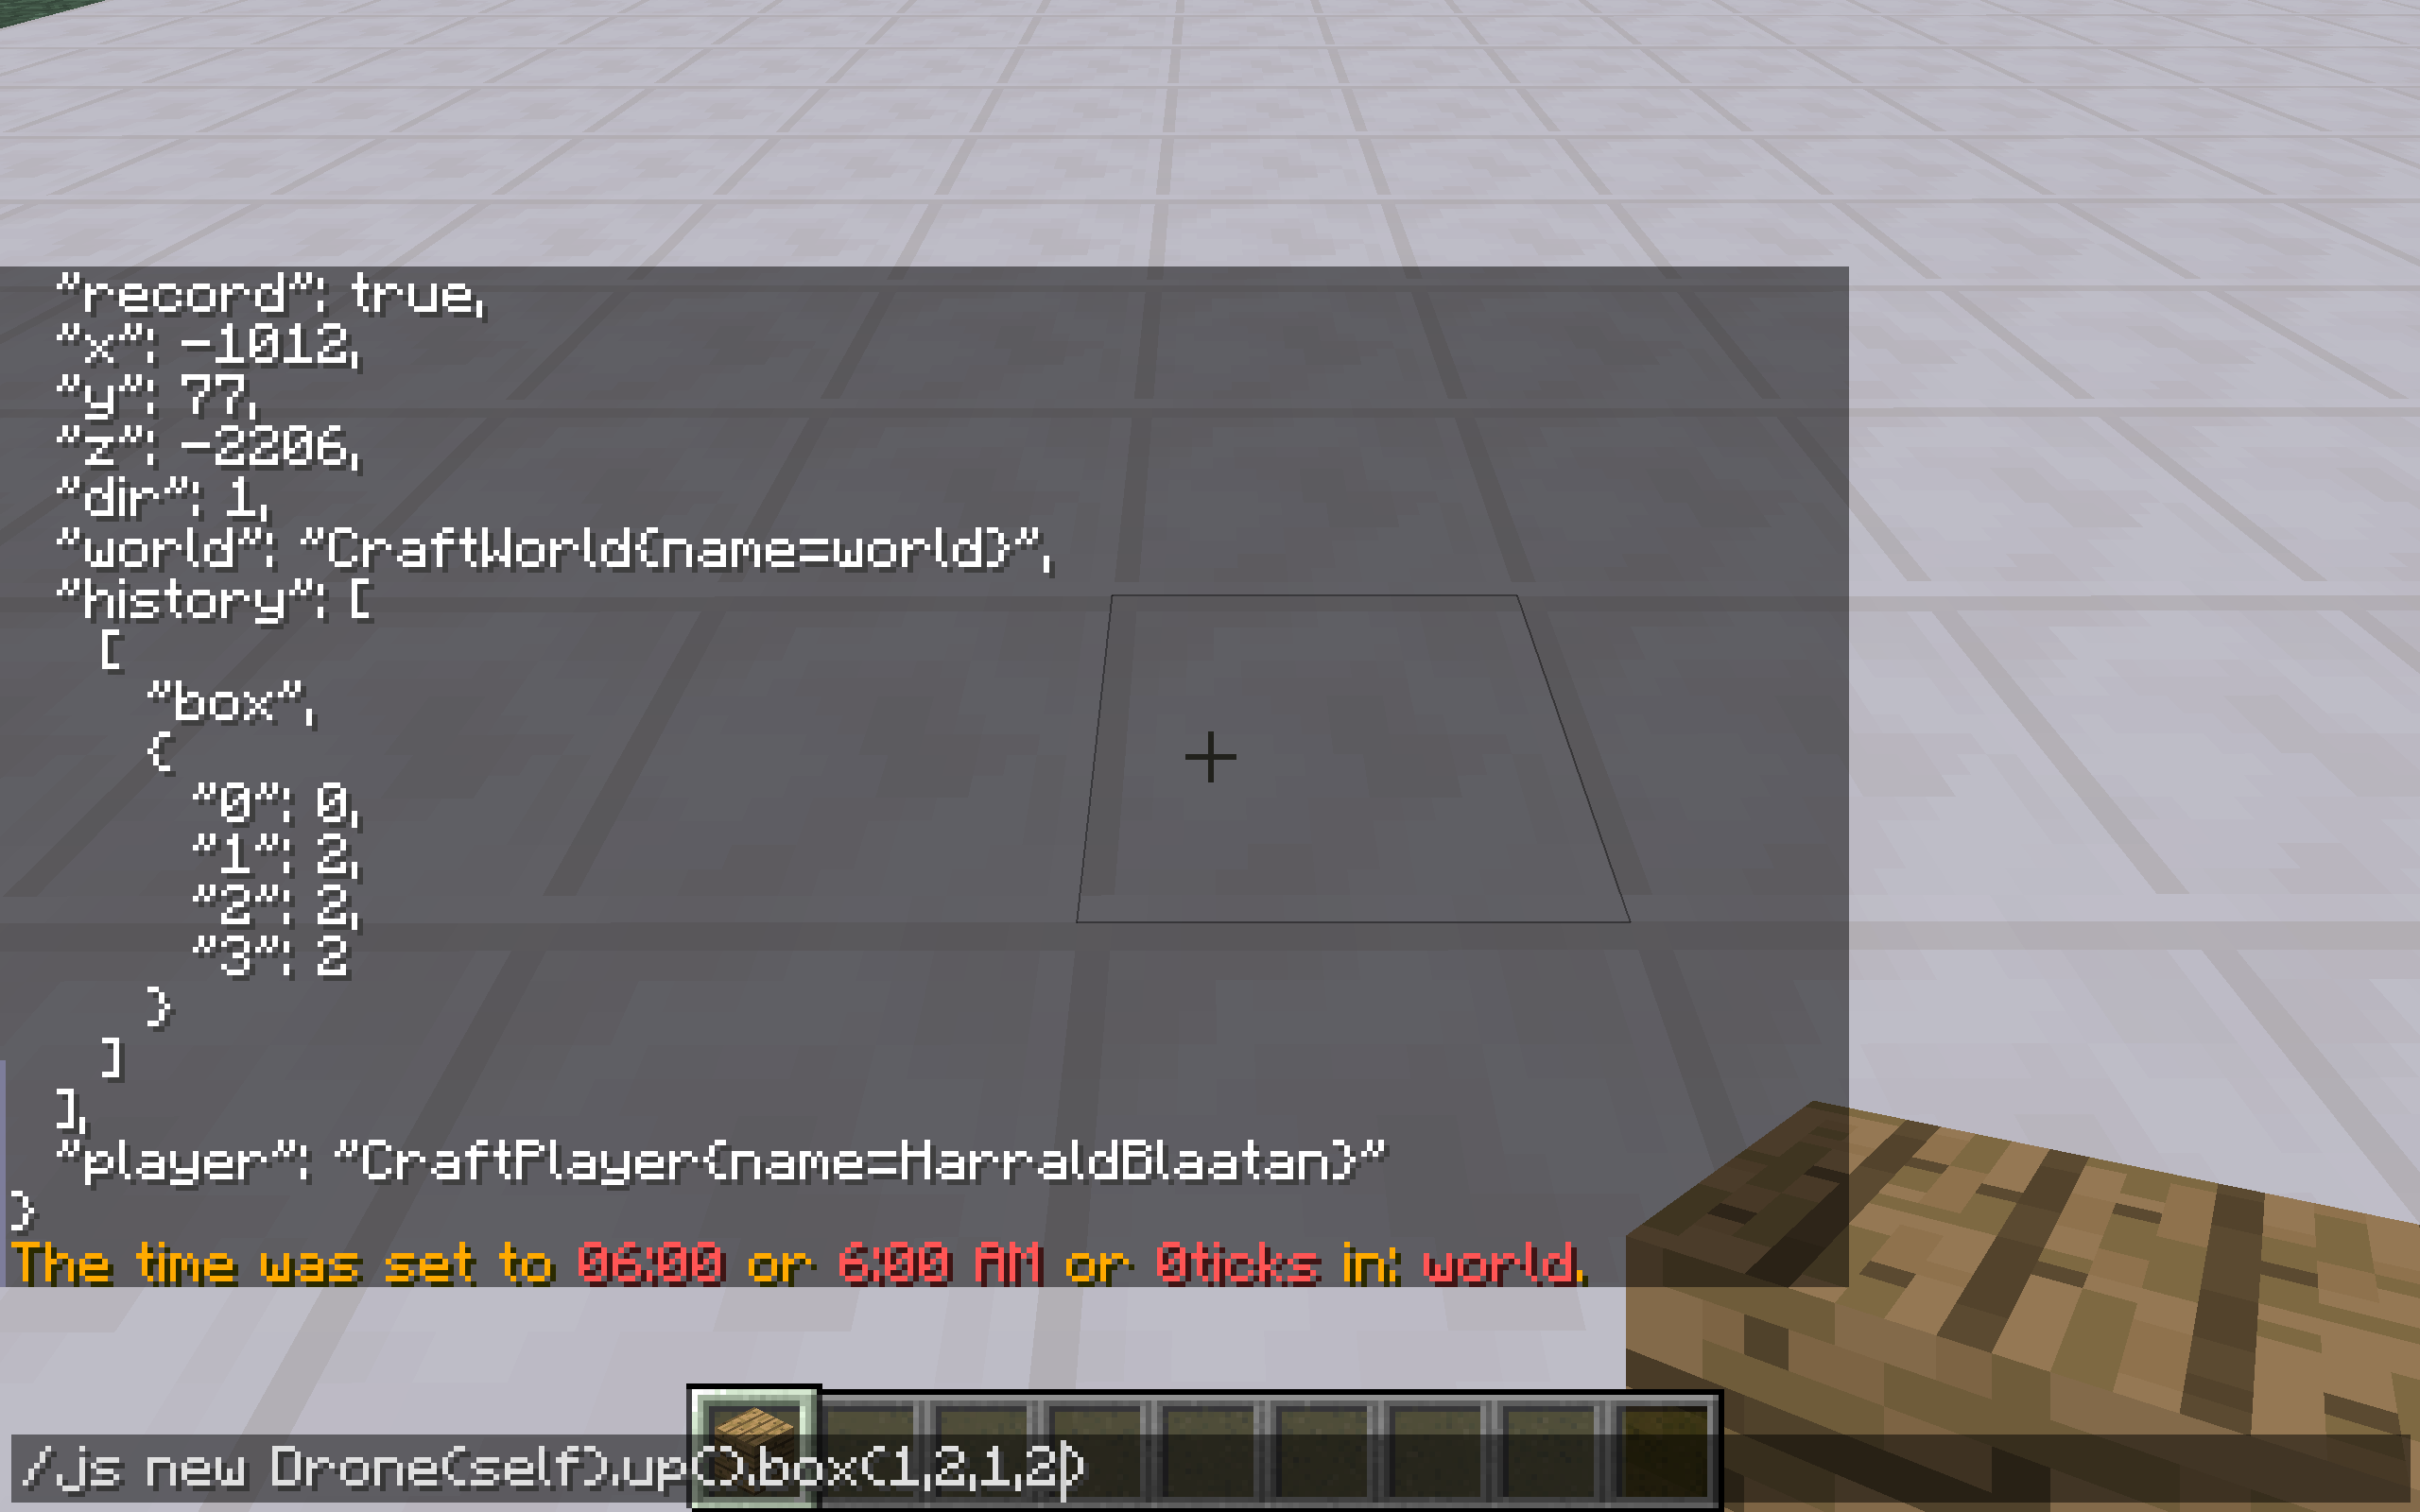 "record": true,
"x": -1012,
"y": 77,
"z": -2206,
"dir": 1,
"world": "CraftWorld{name=world}",
"history": [
[
"box",
{
"0": 0,
"1": 2,
"2": 2,
"3": 2
}
]
],
"player": "CraftPlayer{name=HarraldBlaatan}"
}
The time was set to 06:00 or 6:00 AM or 0ticks in: world.
/js new Drone(self).up().box(1,2,1,2)